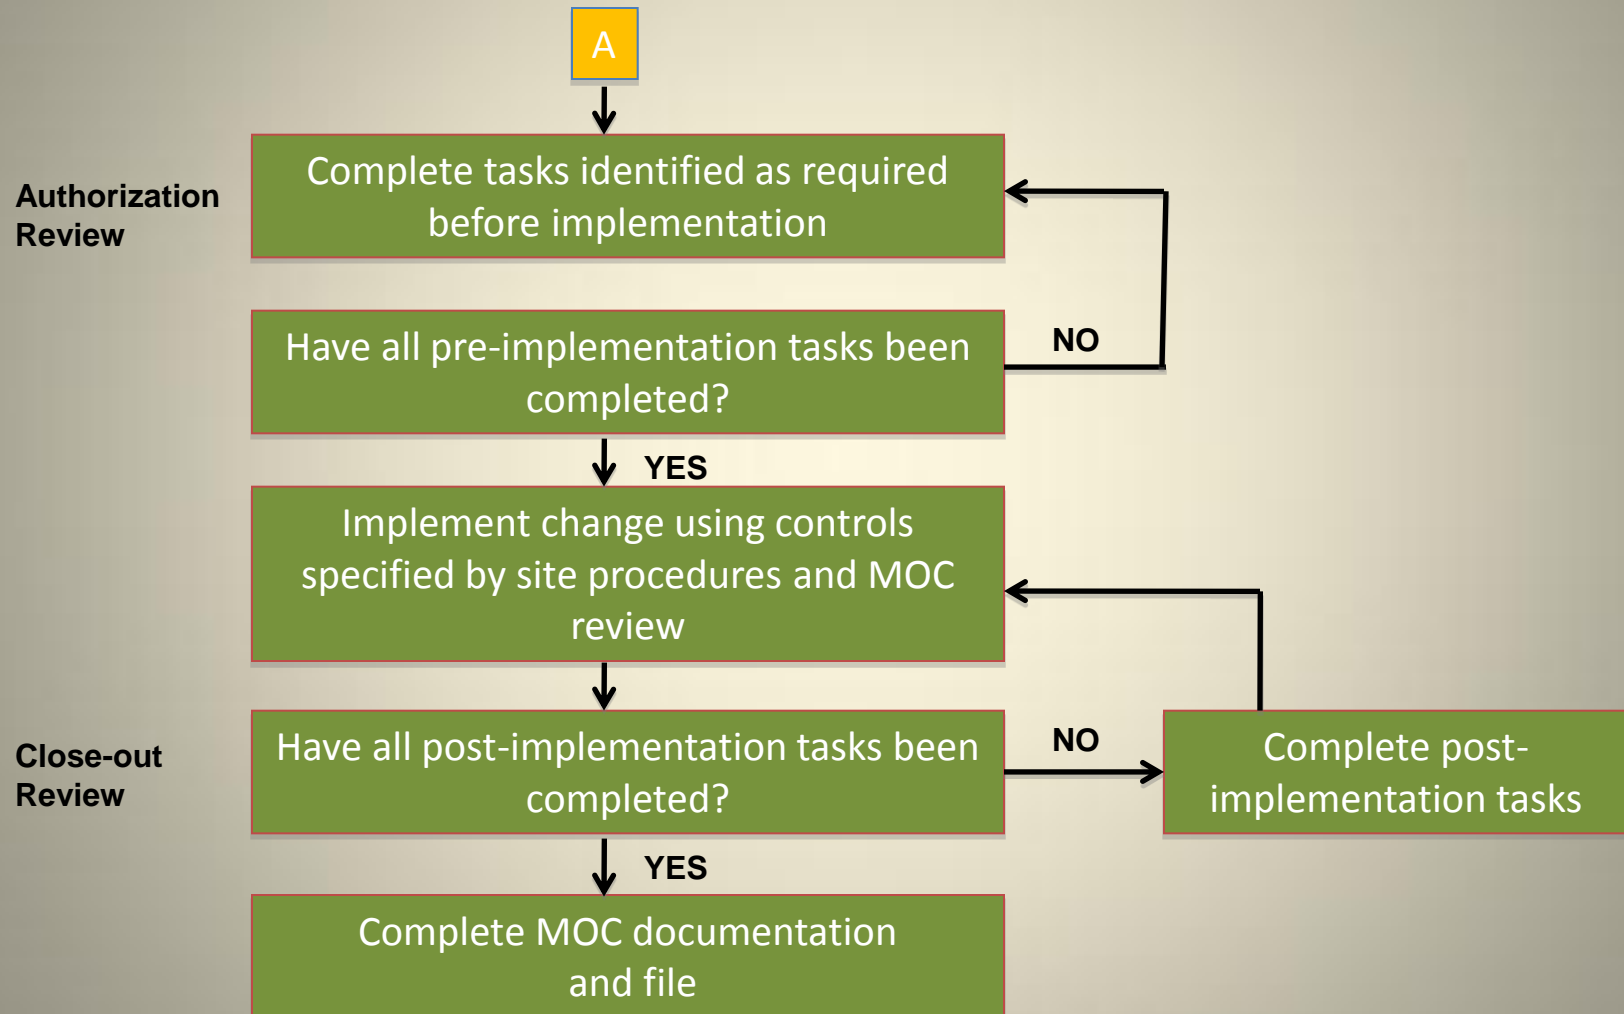 A
Authorization
Review
Complete tasks identified as required
before implementation
Have all pre-implementation tasks been
completed?
NO
YES
Implement change using controls
specified by site procedures and MOC
review
Close-out
Review
Have all post-implementation tasks been
completed?
NO
Complete post-
implementation tasks
YES
Complete MOC documentation
and file